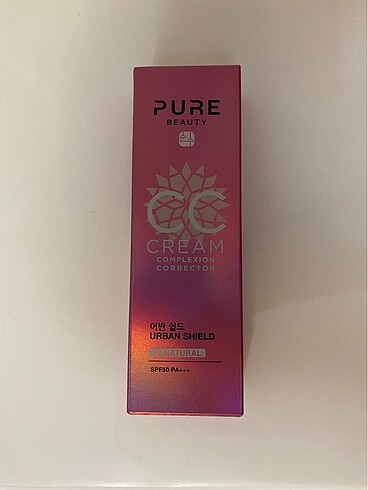 PURE
BEAUTY
CC
CREAM
COMPLEXION
CORRECTOR
어반 쉴드
URBAN SHIELD
NATURAL
SPF50 PA+++